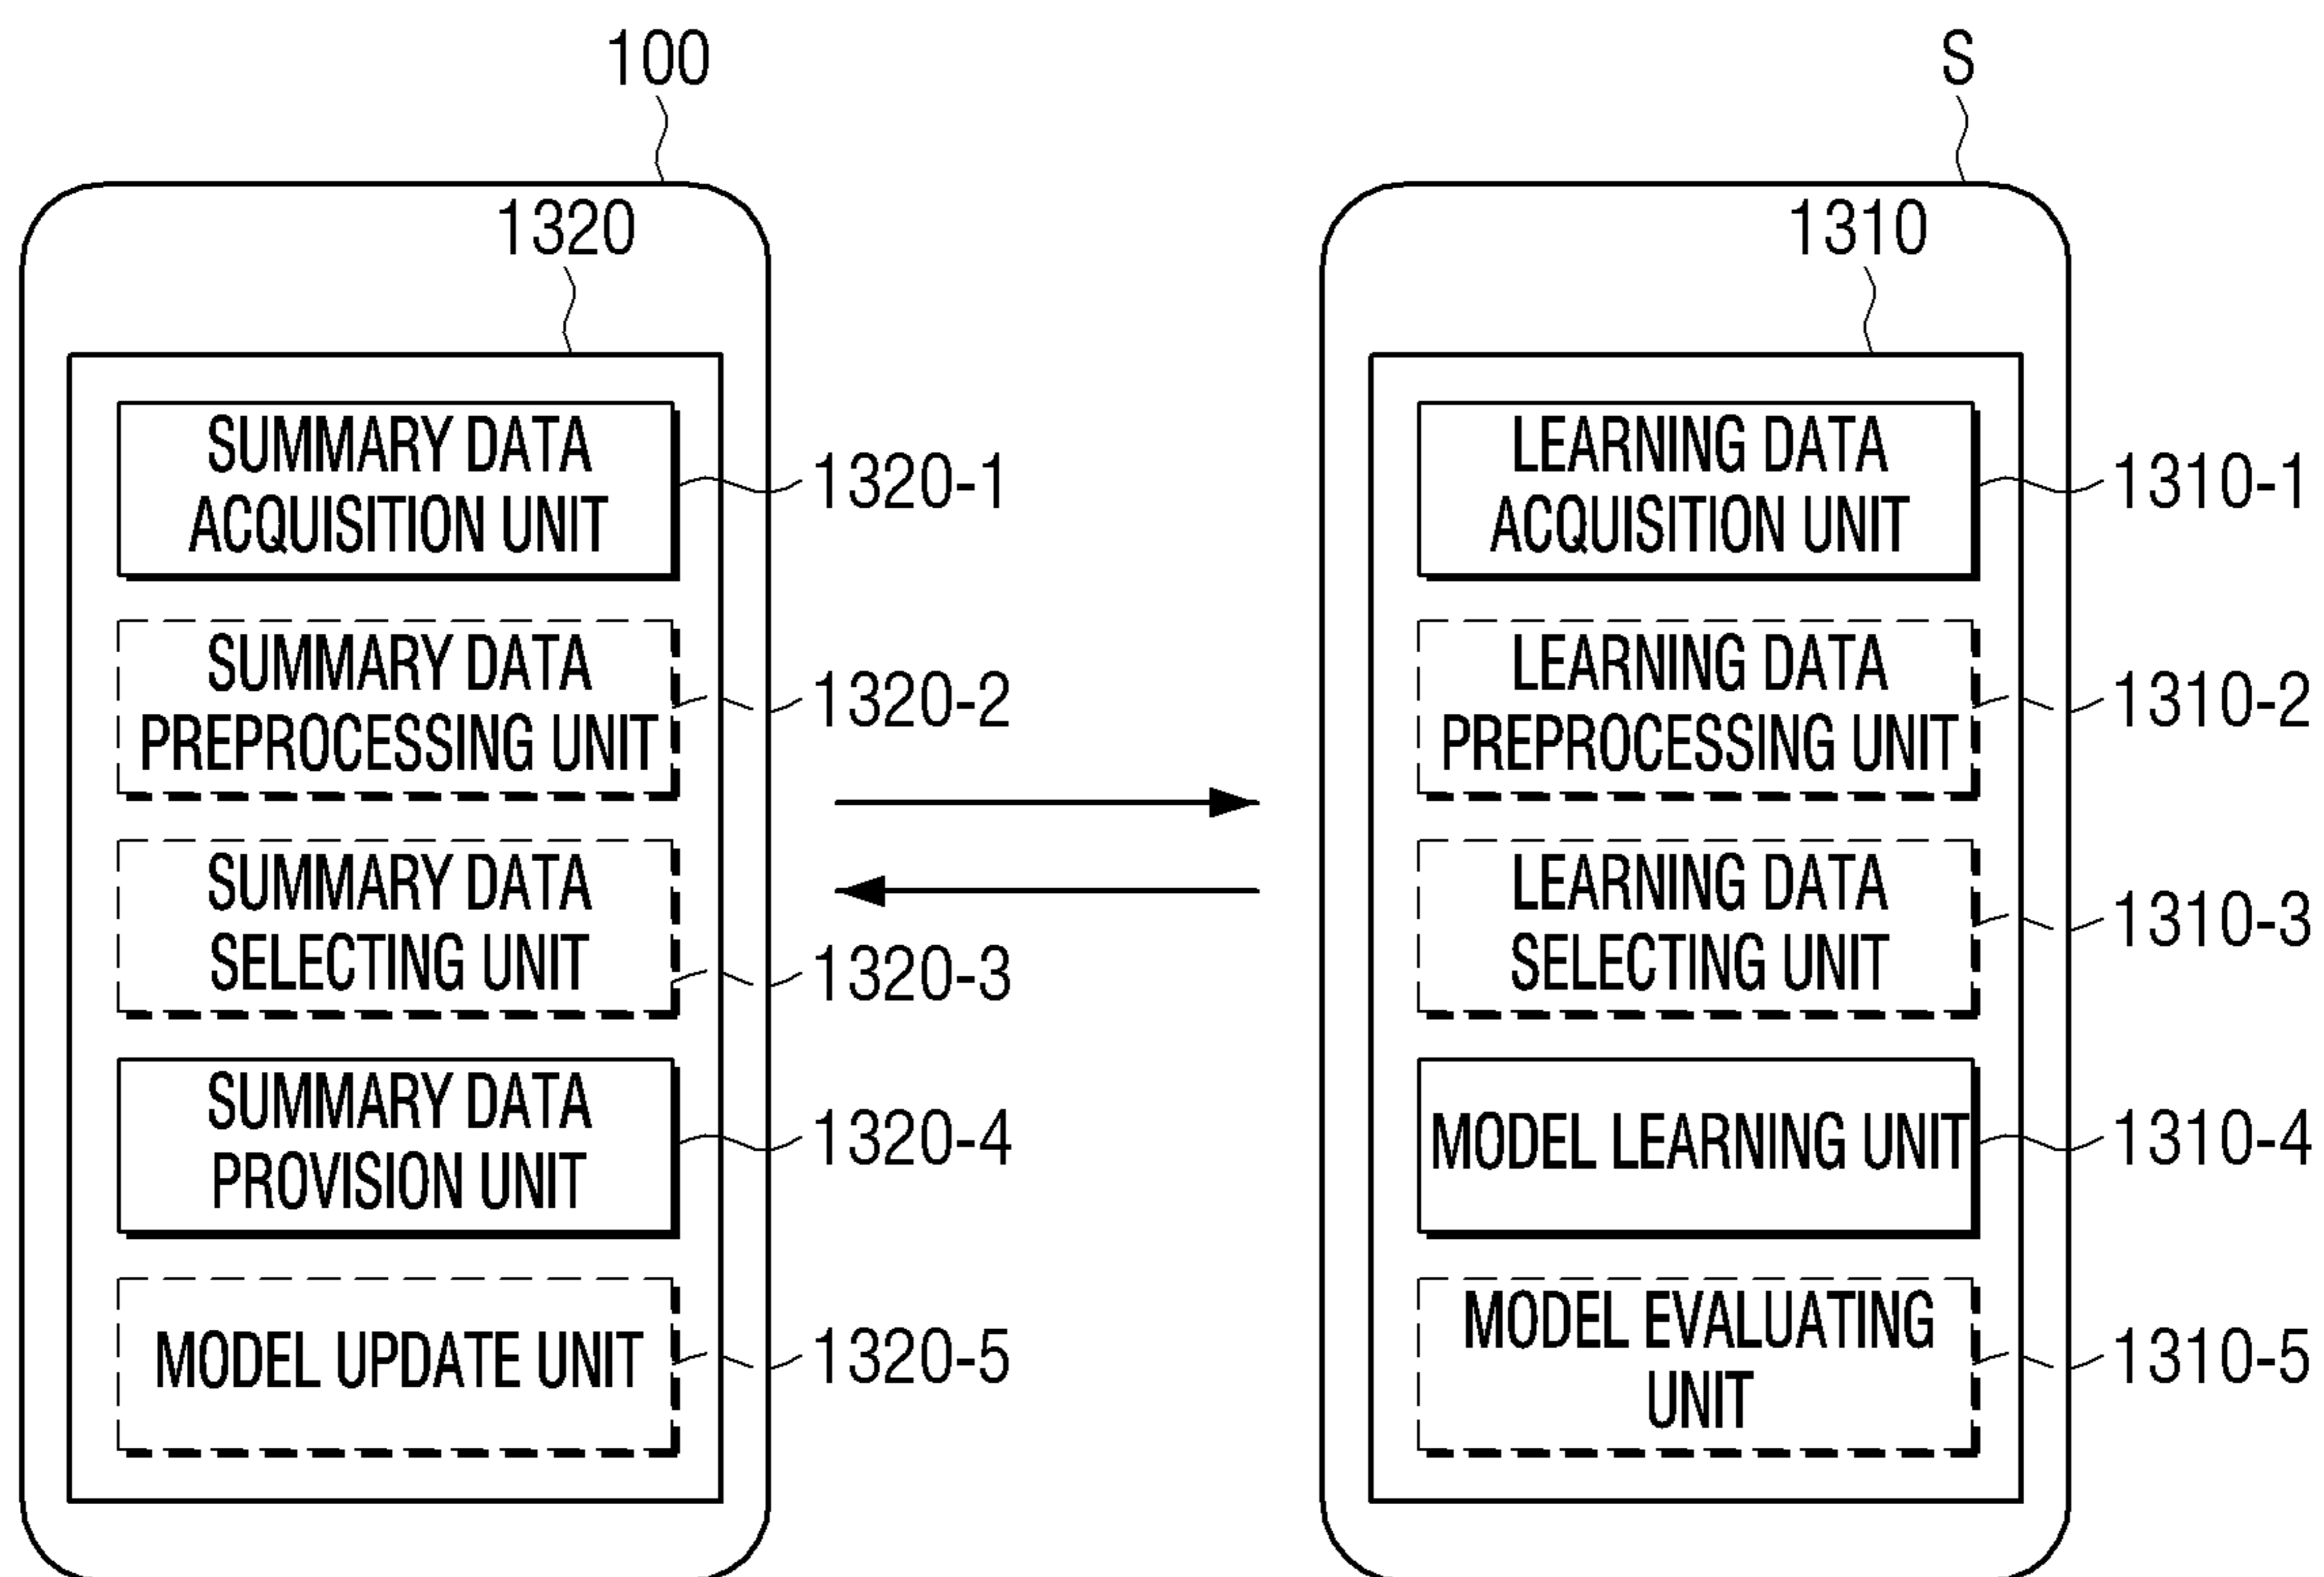 100
1320
SUMMARY DATA
ACQUISITION UNIT
1320-1
SUMMARY DATA
PREPROCESSING UNIT
1320-2
SUMMARY DATA
SELECTING UNIT
1320-3
SUMMARY DATA
PROVISION UNIT
1320-4
MODEL UPDATE UNIT
1320-5
S
1310
LEARNING DATA
ACQUISITION UNIT
1310-1
LEARNING DATA
PREPROCESSING UNIT
1310-2
LEARNING DATA
SELECTING UNIT
1310-3
MODEL LEARNING UNIT
1310-4
MODEL EVALUATING
UNIT
1310-5